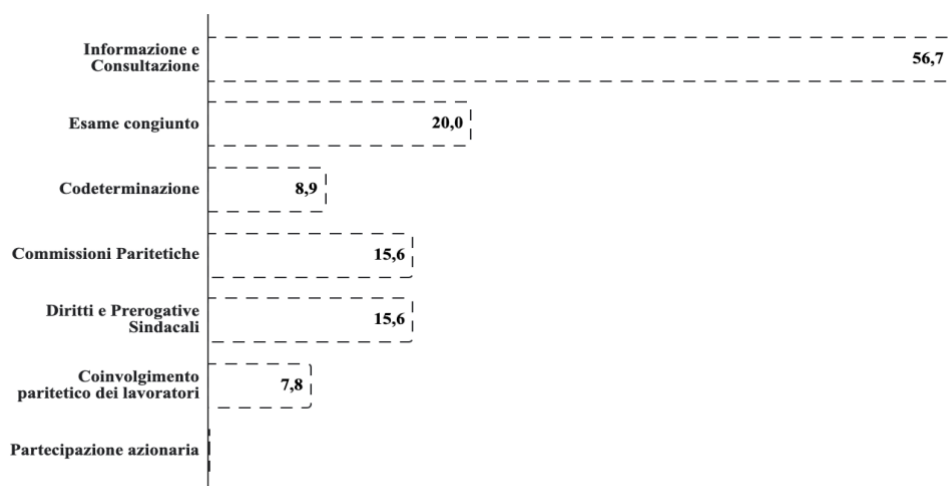 Informazione e
Consultazione
56,7
Esame congiunto
20,0
Codeterminazione
8,9
Commissioni Paritetiche
15,6
Diritti e Prerogative
Sindacali
15,6
Coinvolgimento
paritetico dei lavoratori
7,8
Partecipazione azionaria